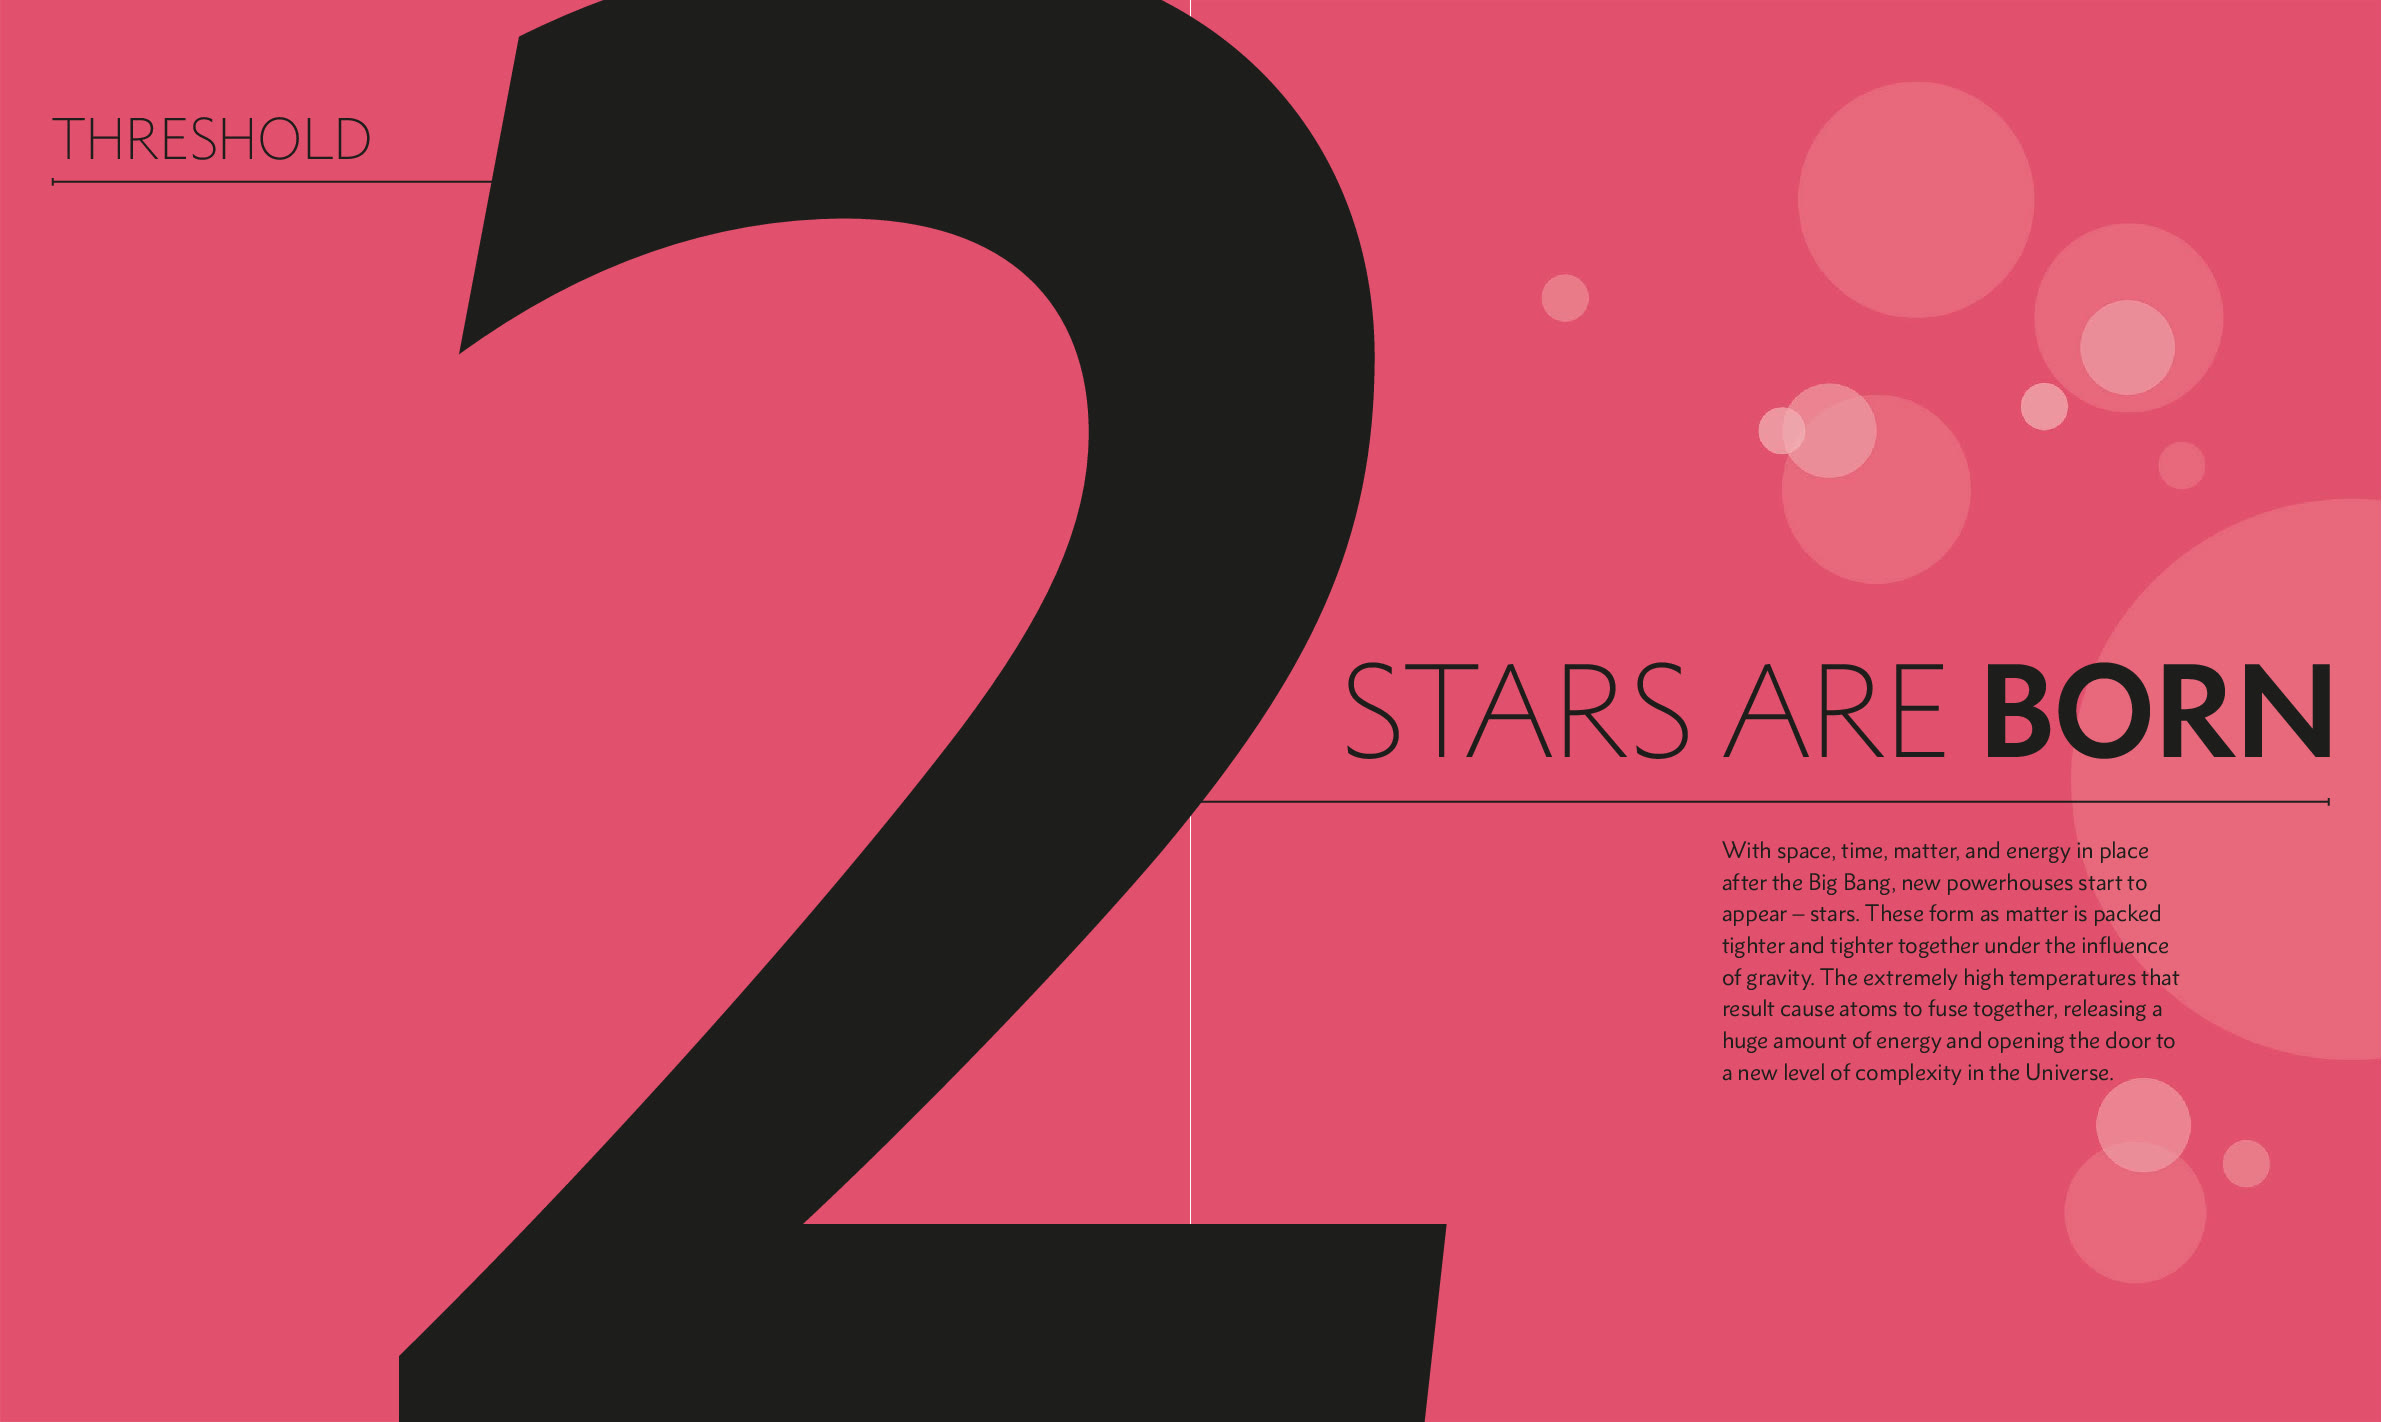 THRESHOLD
2
STARS ARE BORN
With space, time, matter, and energy in place
after the Big Bang, new powerhouses start to
appear – stars. These form as matter is packed
tighter and tighter together under the influence
of gravity. The extremely high temperatures that
result cause atoms to fuse together, releasing a
huge amount of energy and opening the door to
a new level of complexity in the Universe.